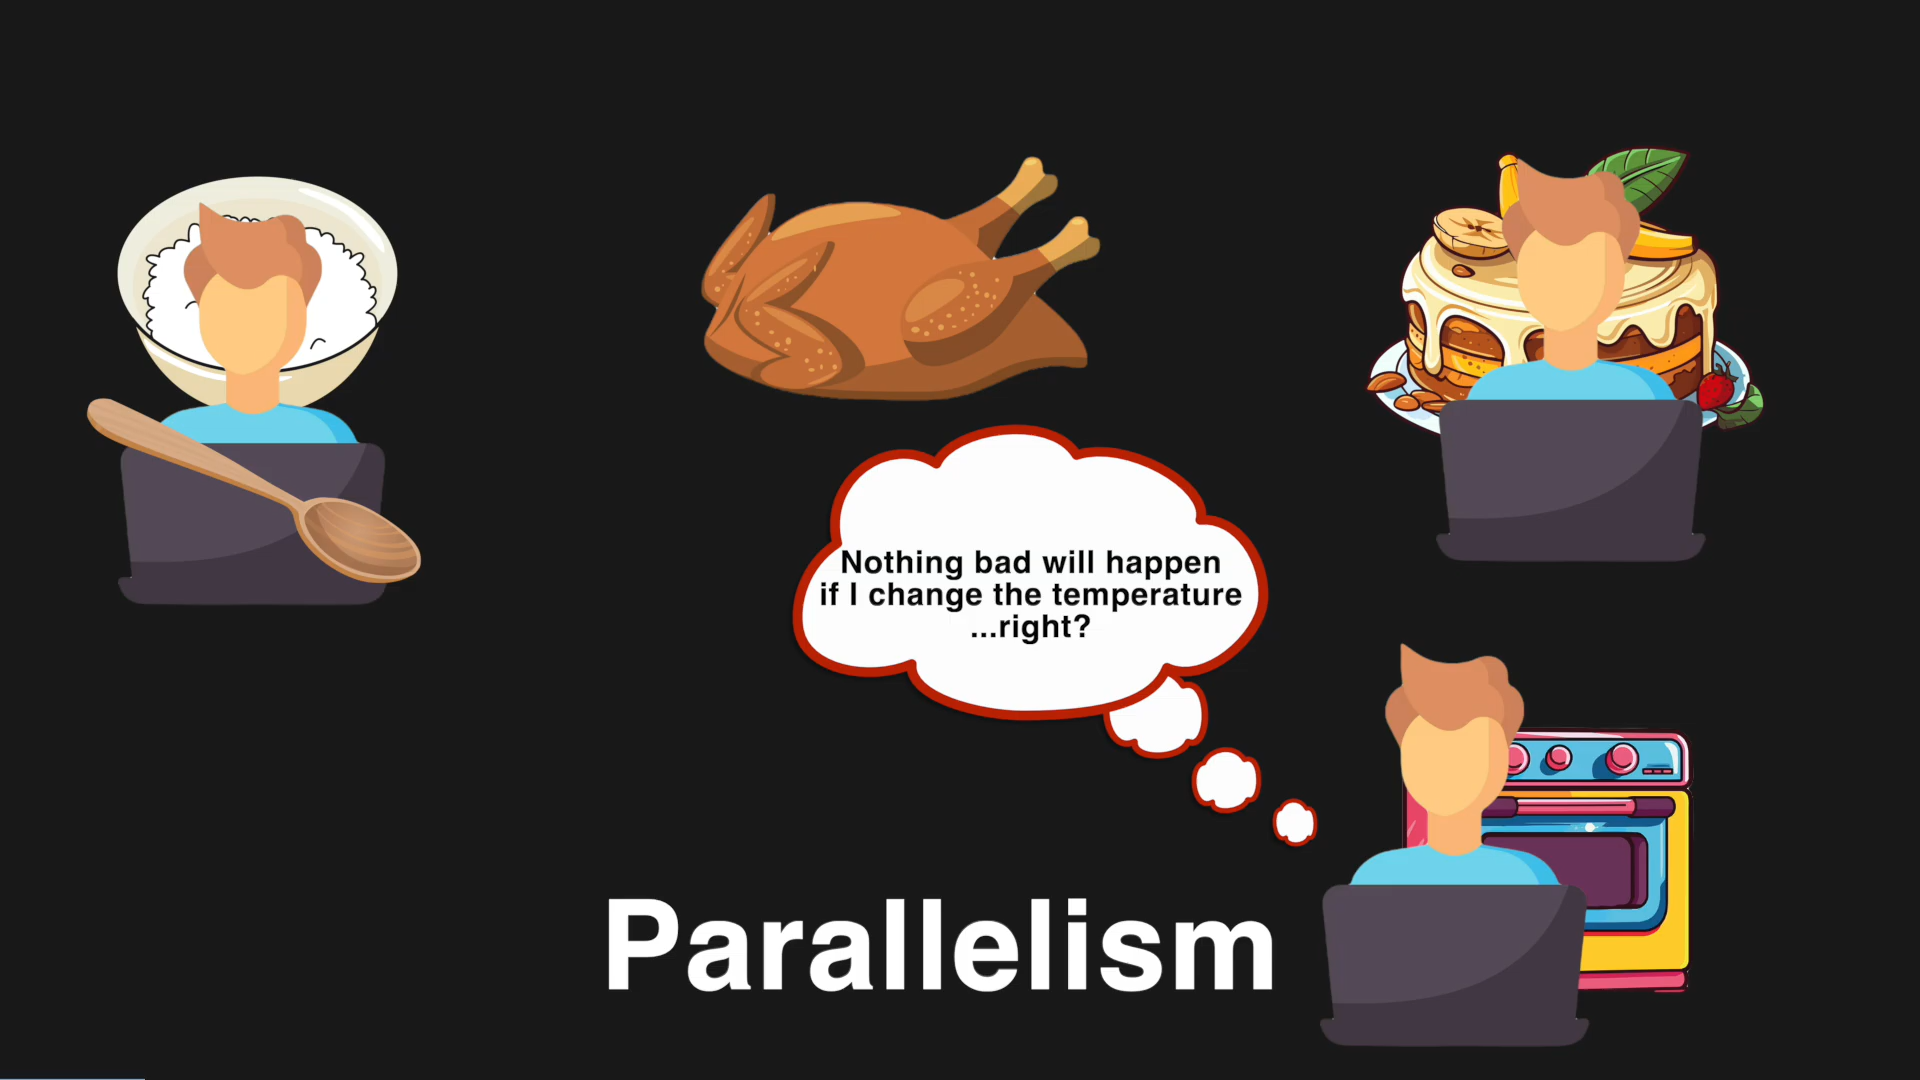 Nothing bad will happen
if I change the temperature
...right?
Parallelism